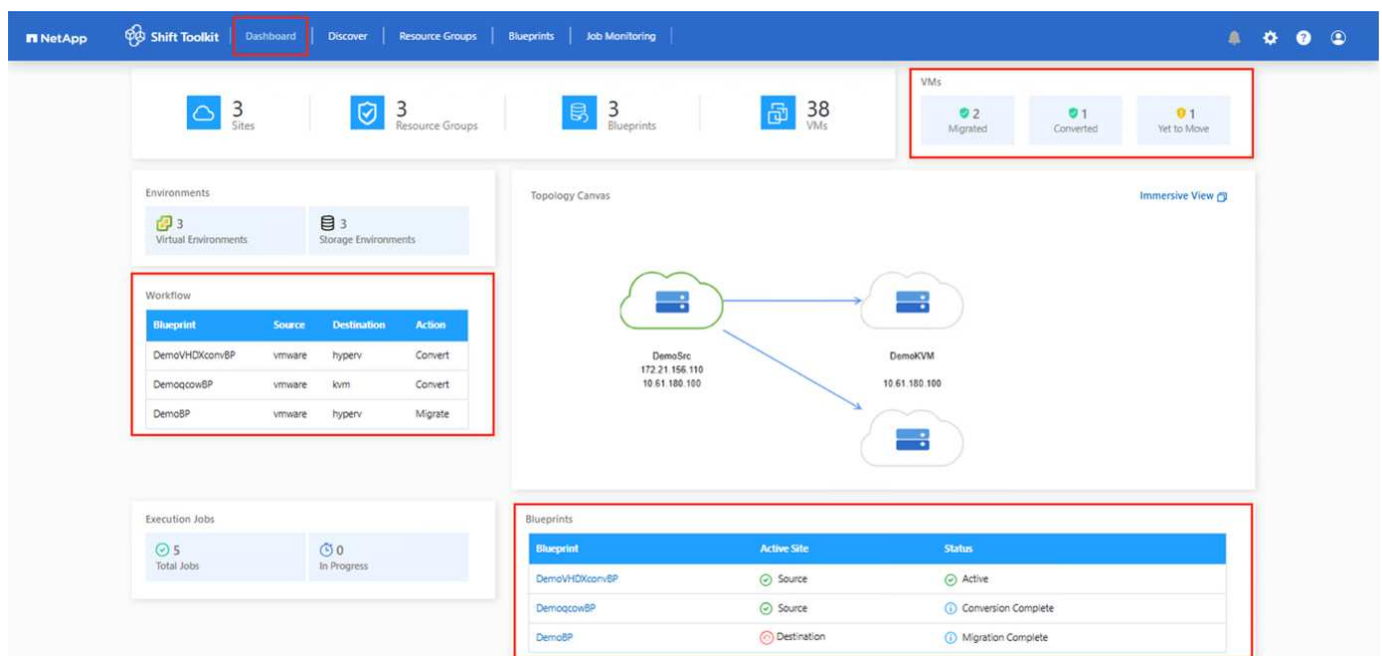 NetApp Shift Toolkit Dashboard Discover Resource Groups Blueprints Job Monitoring
3
Sites
3
Resource Groups
3
Blueprints
38
VMs
VMs
2
Migrated
1
Converted
1
Yet to Move
Environments
3
Virtual Environments
3
Storage Environments
Topology Canvas
Immersive View
DemoSrc
172.21.156.110
10.61.180.100
DemoKVM
10.61.180.100
Workflow
Blueprint Source Destination Action
DemoVHDXconvBP vmware hyperv Convert
DemoqcowBP vmware kvm Convert
DemoBP vmware hyperv Migrate
Execution Jobs
5
Total Jobs
0
In Progress
Blueprints
Blueprint Active Site Status
DemoVHDXconvBP Source Active
DemoqcowBP Source Conversion Complete
DemoBP Destination Migration Complete